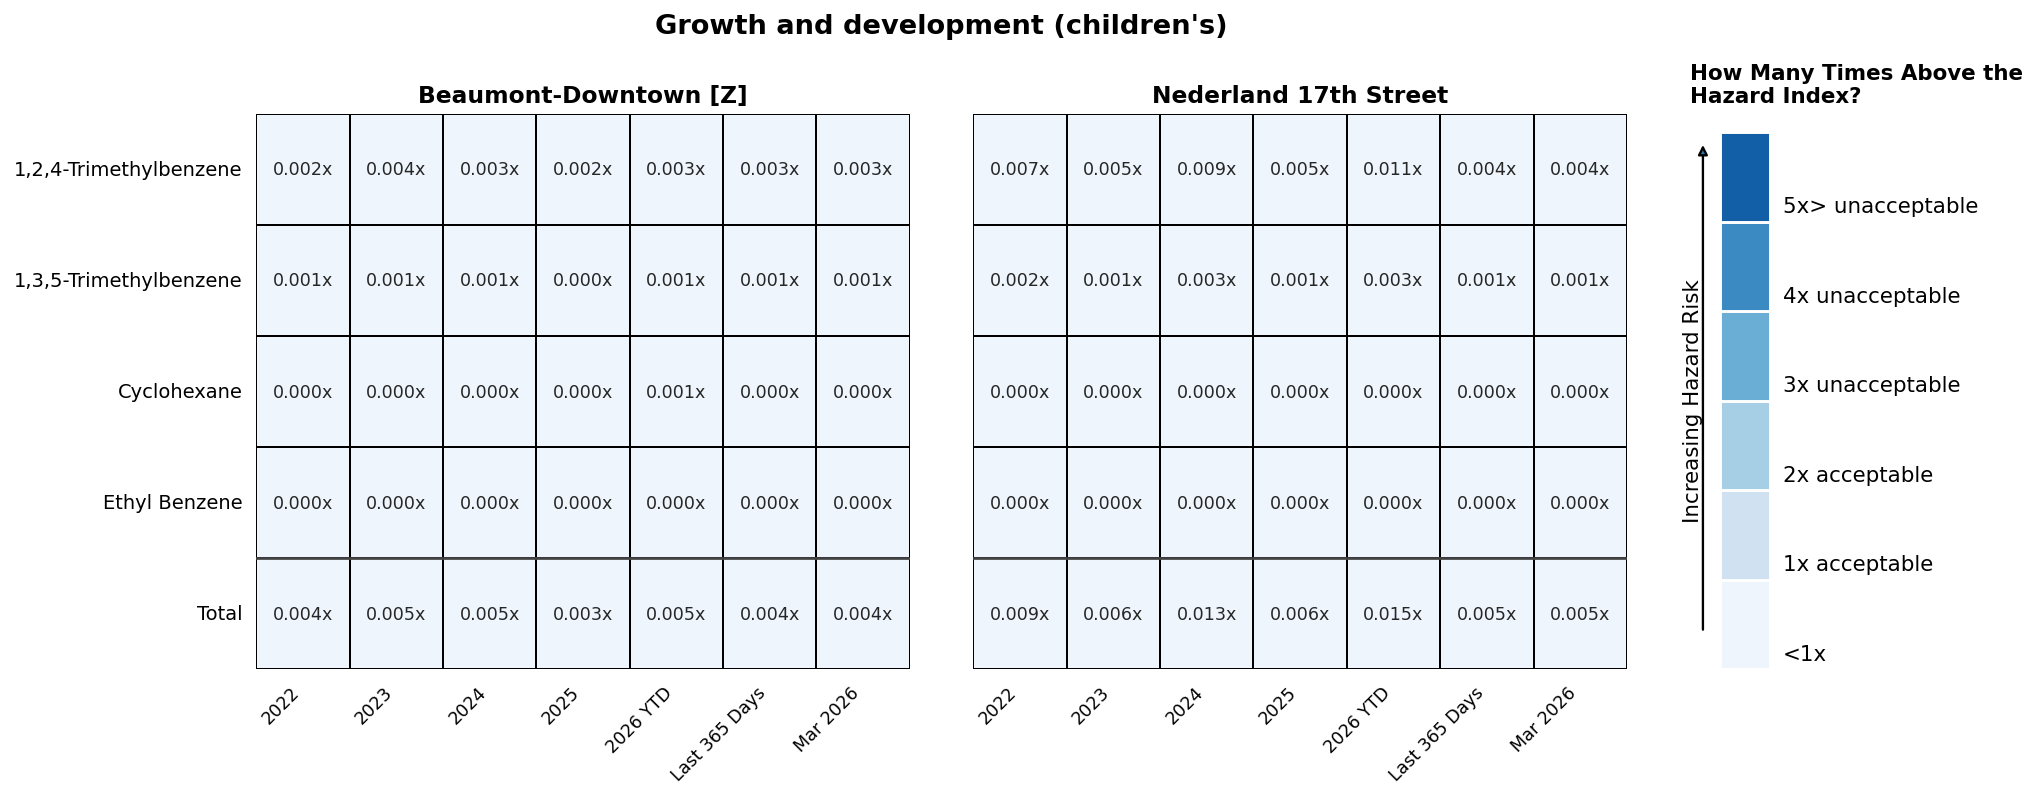 Growth and development (children's)
Beaumont-Downtown [Z]
Nederland 17th Street
How Many Times Above the
Hazard Index?
1,2,4-Trimethylbenzene 0.002x 0.004x 0.003x 0.002x 0.003x 0.003x 0.003x 0.007x 0.005x 0.009x 0.005x 0.011x 0.004x 0.004x
1,3,5-Trimethylbenzene 0.001x 0.001x 0.001x 0.000x 0.001x 0.001x 0.001x 0.002x 0.001x 0.003x 0.001x 0.003x 0.001x 0.001x
Cyclohexane 0.000x 0.000x 0.000x 0.000x 0.001x 0.000x 0.000x 0.000x 0.000x 0.000x 0.000x 0.000x 0.000x 0.000x
Ethyl Benzene 0.000x 0.000x 0.000x 0.000x 0.000x 0.000x 0.000x 0.000x 0.000x 0.000x 0.000x 0.000x 0.000x 0.000x
Total 0.004x 0.005x 0.005x 0.003x 0.005x 0.004x 0.004x 0.009x 0.006x 0.013x 0.006x 0.015x 0.005x 0.005x
2022 2023 2024 2025 2026 YTD Last 365 Days Mar 2026 2022 2023 2024 2025 2026 YTD Last 365 Days Mar 2026
Increasing Hazard Risk
5x> unacceptable
4x unacceptable
3x unacceptable
2x acceptable
1x acceptable
<1x